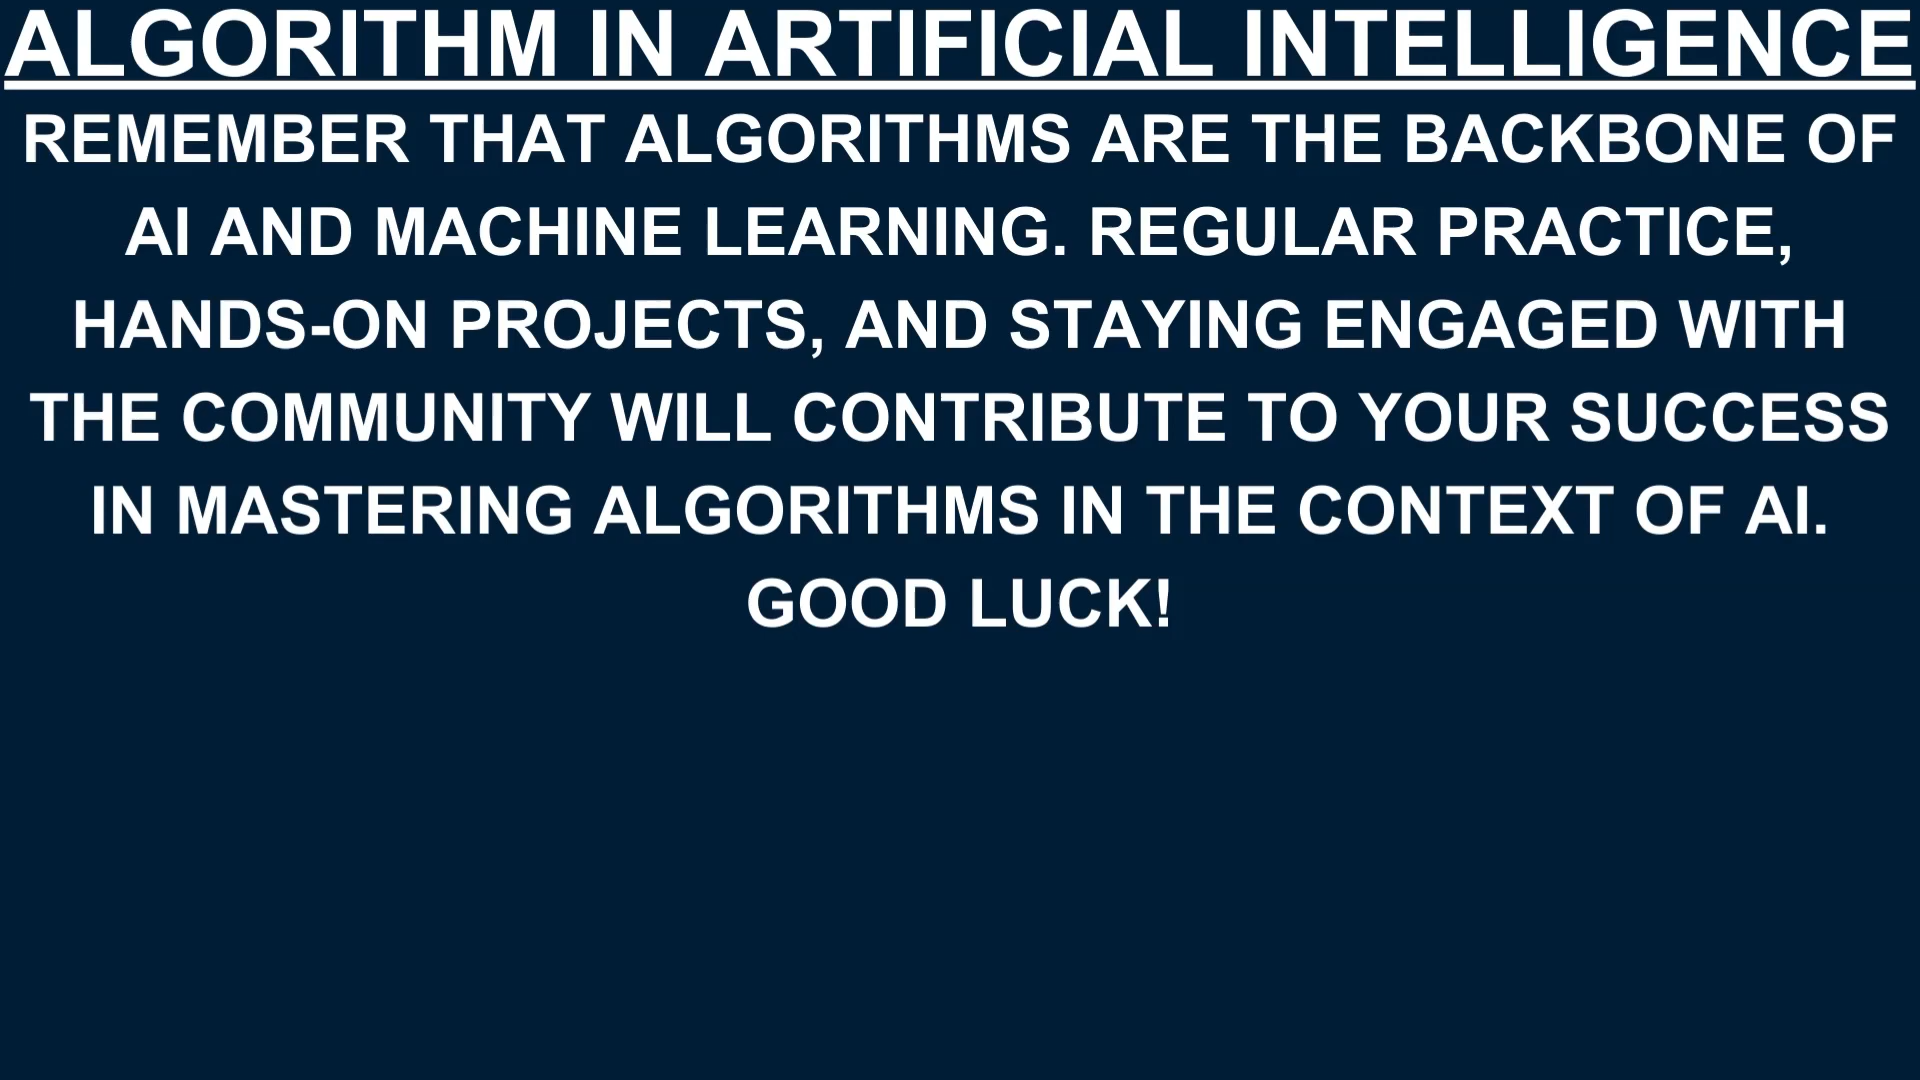 ALGORITHM IN ARTIFICIAL INTELLIGENCE
REMEMBER THAT ALGORITHMS ARE THE BACKBONE OF
AI AND MACHINE LEARNING. REGULAR PRACTICE,
HANDS-ON PROJECTS, AND STAYING ENGAGED WITH
THE COMMUNITY WILL CONTRIBUTE TO YOUR SUCCESS
IN MASTERING ALGORITHMS IN THE CONTEXT OF AI.
GOOD LUCK!